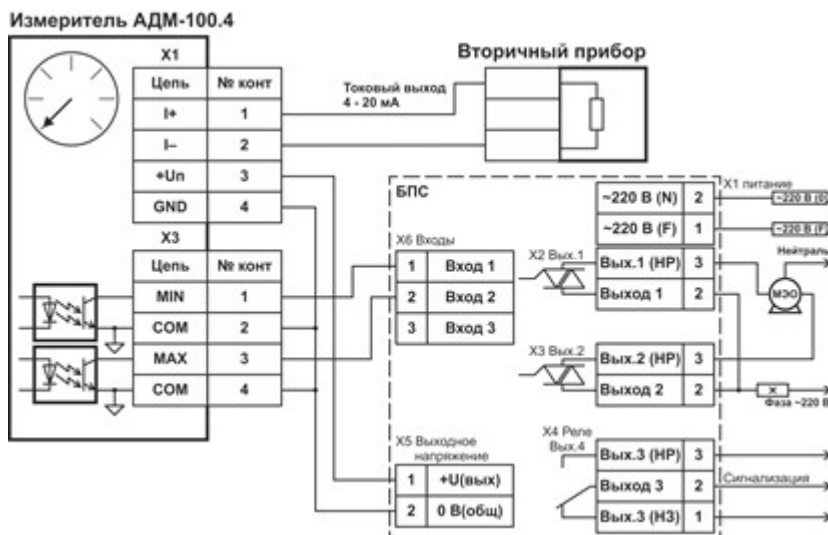 Измеритель АДМ-100.4
X1
Цепь № конт
I+ 1
I– 2
+Un 3
GND 4
X3
Цепь № конт
MIN 1
COM 2
MAX 3
COM 4
Токовый выход
4 - 20 мА
Вторичный прибор
БПС
X6 Входы
1 Вход 1
2 Вход 2
3 Вход 3
X5 Выходное
напряжение
1 +U(вых)
2 0 В(общ)
X1 питание
~220 В (N) 2 ~220 В (0)
~220 В (F) 1 ~220 В (F)
X2 Вых.1
Вых.1 (НР) 3
Выход 1 2
Нейтраль
МЭО
X3 Вых.2
Вых.2 (НР) 3
Выход 2 2
Фаза ~220 В
X4 Реле
Вых.4
Вых.3 (НР) 3
Выход 3 2
Вых.3 (НЗ) 1
Сигнализация